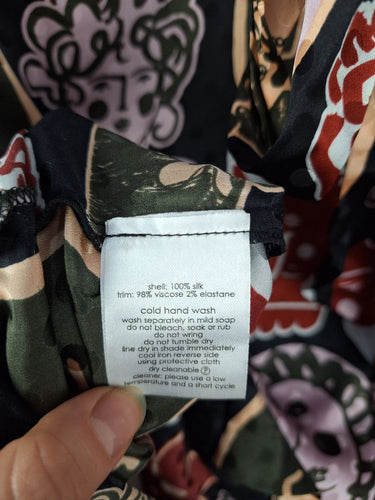 shell: 100% silk
trim: 98% viscose 2% elastane
cold hand wash
wash separately in mild soap
do not bleach, soak or rub
do not wring
do not tumble dry
line dry in shade immediately
cool iron reverse side
using protective cloth
dry cleanable Ⓟ
cleaner: please use a low
temperature and a short cycle